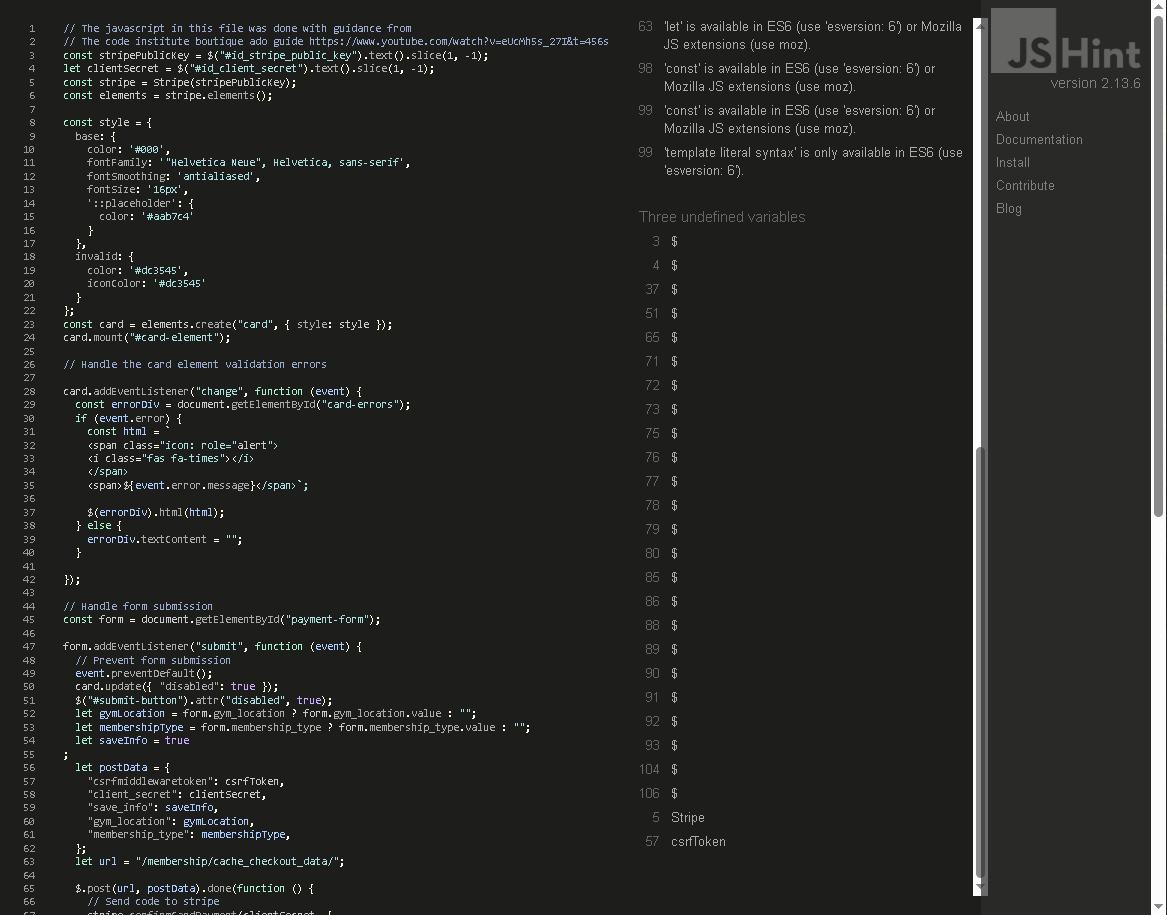 1 // The javascript in this file was done with guidance from
2 // The code institute boutique ado guide https://www.youtube.com/watch?v=eUcMh5s_27I&t=456s
3 const stripePublicKey = $("#id_stripe_public_key").text().slice(1, -1);
4 let clientSecret = $("#id_client_secret").text().slice(1, -1);
5 const stripe = Stripe(stripePublicKey);
6 const elements = stripe.elements();
7
8 const style = {
9 base: {
10 color: '#000',
11 fontFamily: '"Helvetica Neue", Helvetica, sans-serif',
12 fontSmoothing: 'antialiased',
13 fontSize: '16px',
14 '::placeholder': {
15 color: '#aab7c4'
16 }
17 },
18 invalid: {
19 color: '#dc3545',
20 iconColor: '#dc3545'
21 }
22 };
23 const card = elements.create("card", { style: style });
24 card.mount("#card-element");
25
26 // Handle the card element validation errors
27
28 card.addEventListener("change", function (event) {
29 const errorDiv = document.getElementById("card-errors");
30 if (event.error) {
31 const html = `
32 <span class="icon: role="alert">
33 <i class="fas fa-times"></i>
34 </span>
35 <span>${event.error.message}</span>`;
36
37 $(errorDiv).html(html);
38 } else {
39 errorDiv.textContent = "";
40 }
41
42 });
43
44 // Handle form submission
45 const form = document.getElementById("payment-form");
46
47 form.addEventListener("submit", function (event) {
48 // Prevent form submission
49 event.preventDefault();
50 card.update({ "disabled": true });
51 $("#submit-button").attr("disabled", true);
52 let gymLocation = form.gym_location ? form.gym_location.value : "";
53 let membershipType = form.membership_type ? form.membership_type.value : "";
54 let saveInfo = true
55 ;
56 let postData = {
57 "csrfmiddlewaretoken": csrfToken,
58 "client_secret": clientSecret,
59 "save_info": saveInfo,
60 "gym_location": gymLocation,
61 "membership_type": membershipType,
62 };
63 let url = "/membership/cache_checkout_data/";
64
65 $.post(url, postData).done(function () {
66 // Send code to stripe
67 stripe.confirmCardPayment(clientSecret, {
63 'let' is available in ES6 (use 'esversion: 6') or Mozilla
JS extensions (use moz).
98 'const' is available in ES6 (use 'esversion: 6') or
Mozilla JS extensions (use moz).
99 'const' is available in ES6 (use 'esversion: 6') or
Mozilla JS extensions (use moz).
99 'template literal syntax' is only available in ES6 (use
'esversion: 6').
Three undefined variables
3 $
4 $
37 $
51 $
65 $
71 $
72 $
73 $
75 $
76 $
77 $
78 $
79 $
80 $
85 $
86 $
88 $
89 $
90 $
91 $
92 $
93 $
104 $
106 $
5 Stripe
57 csrfToken
JSHint
version 2.13.6
About
Documentation
Install
Contribute
Blog